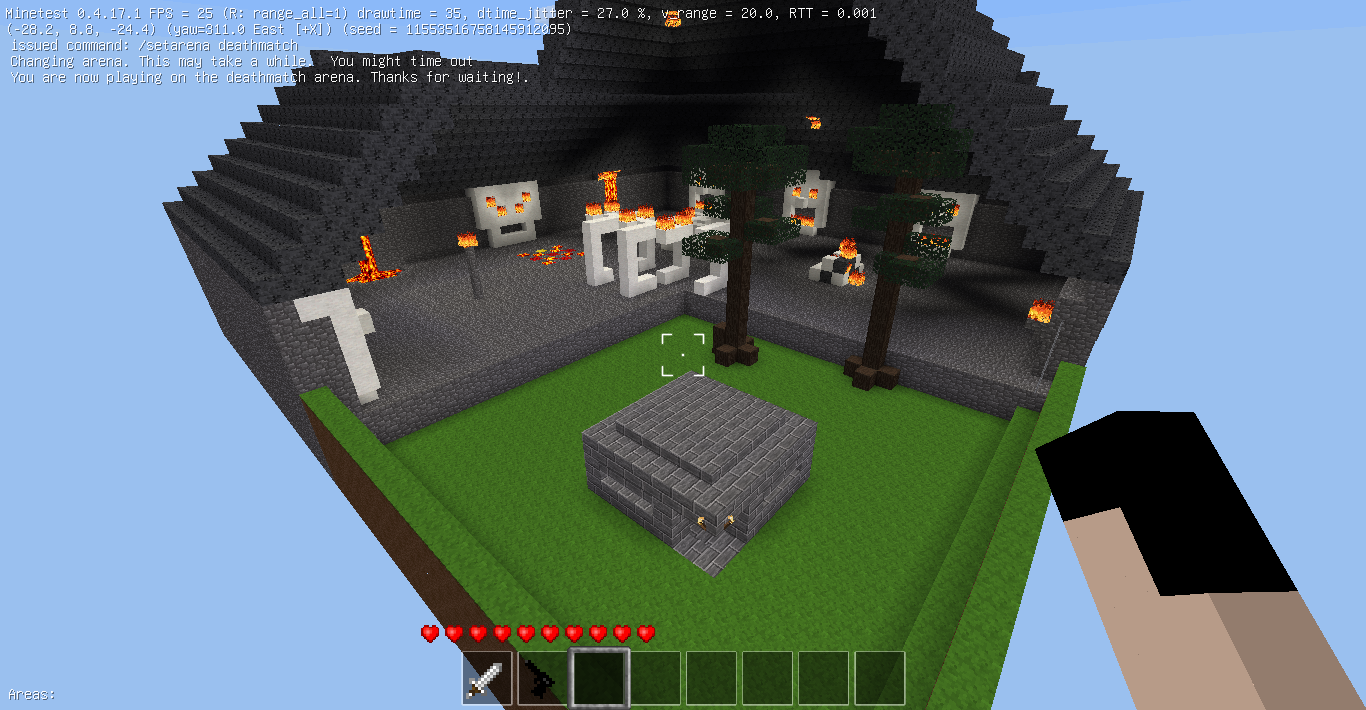 Minetest 0.4.17.1 FPS = 25 (R: range_all=1) drawtime = 35, dtime_jitter = 27.0 %, v_range = 20.0, RTT = 0.001
(-28.2, 8.8, -24.4) (yaw=311.0 East [+X]) (seed = 11553516758145912095)
issued command: /setarena deathmatch
Changing arena. This may take a while. You might time out
You are now playing on the deathmatch arena. Thanks for waiting!.
Areas: